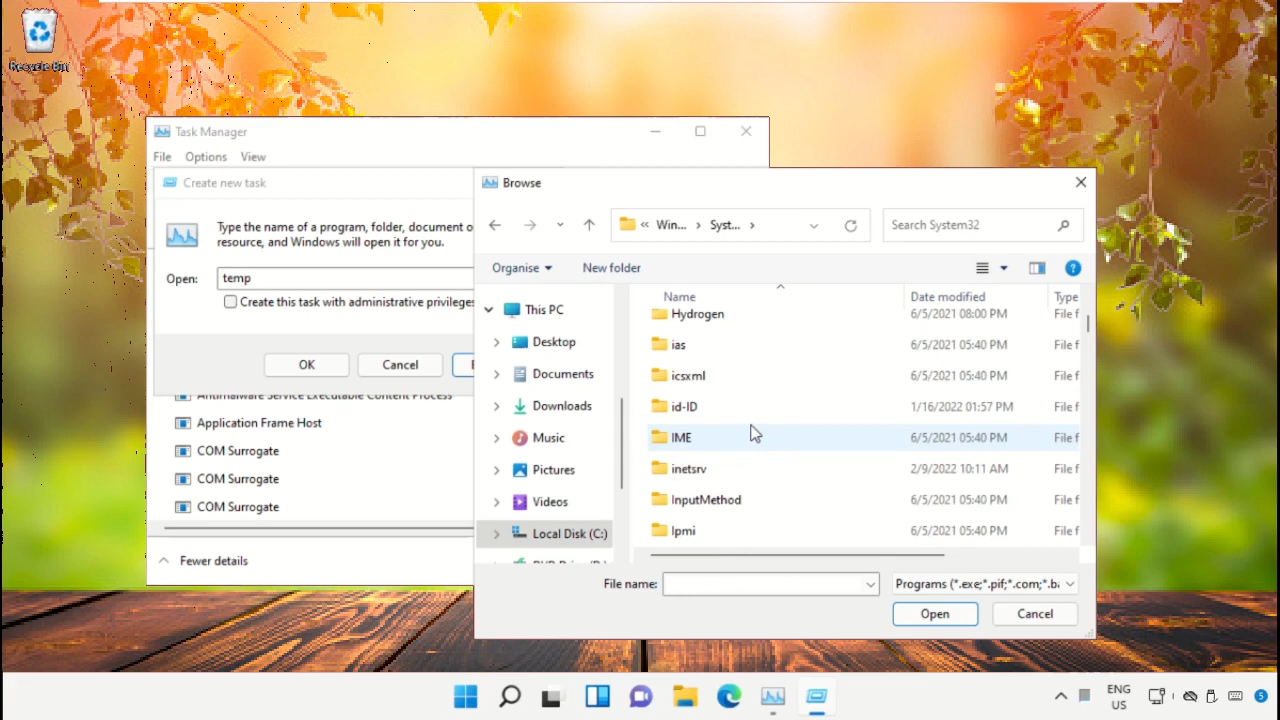 Recycle Bin
Task Manager
File Options View
Create new task
Type the name of a program, folder, document o
resource, and Windows will open it for you.
Open: temp
Create this task with administrative privileges
OK Cancel
Antimalware Service Executable Content Process
Application Frame Host
COM Surrogate
COM Surrogate
COM Surrogate
Fewer details
Browse
« Win... › Syst... ›
Search System32
Organise New folder
This PC
Desktop
Documents
Downloads
Music
Pictures
Videos
Local Disk (C:)
Name Date modified Type
Hydrogen 6/5/2021 08:00 PM File f
ias 6/5/2021 05:40 PM File f
icsxml 6/5/2021 05:40 PM File f
id-ID 1/16/2022 01:57 PM File f
IME 6/5/2021 05:40 PM File f
inetsrv 2/9/2022 10:11 AM File f
InputMethod 6/5/2021 05:40 PM File f
Ipmi 6/5/2021 05:40 PM File f
File name:
Programs (*.exe;*.pif;*.com;*.ba
Open Cancel
ENG
US
5